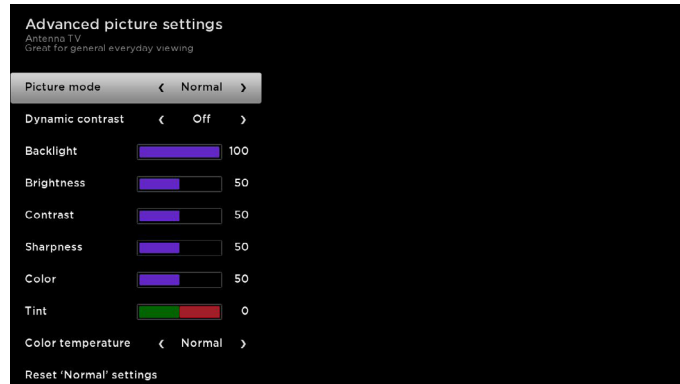 Advanced picture settings
Antenna TV
Great for general everyday viewing
Picture mode ‹ Normal ›
Dynamic contrast ‹ Off ›
Backlight 100
Brightness 50
Contrast 50
Sharpness 50
Color 50
Tint 0
Color temperature ‹ Normal ›
Reset ‘Normal’ settings